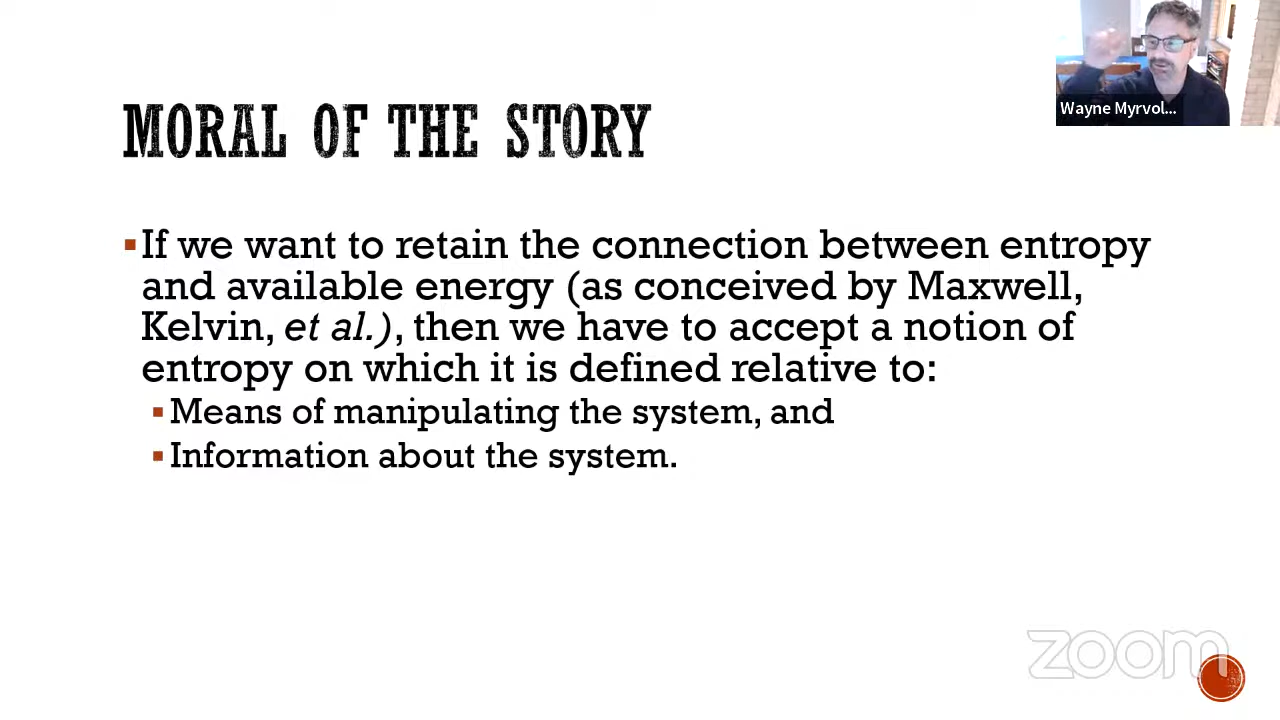 Wayne Myrvol...
MORAL OF THE STORY
▪If we want to retain the connection between entropy
and available energy (as conceived by Maxwell,
Kelvin, et al.), then we have to accept a notion of
entropy on which it is defined relative to:
▪Means of manipulating the system, and
▪Information about the system.
zoom